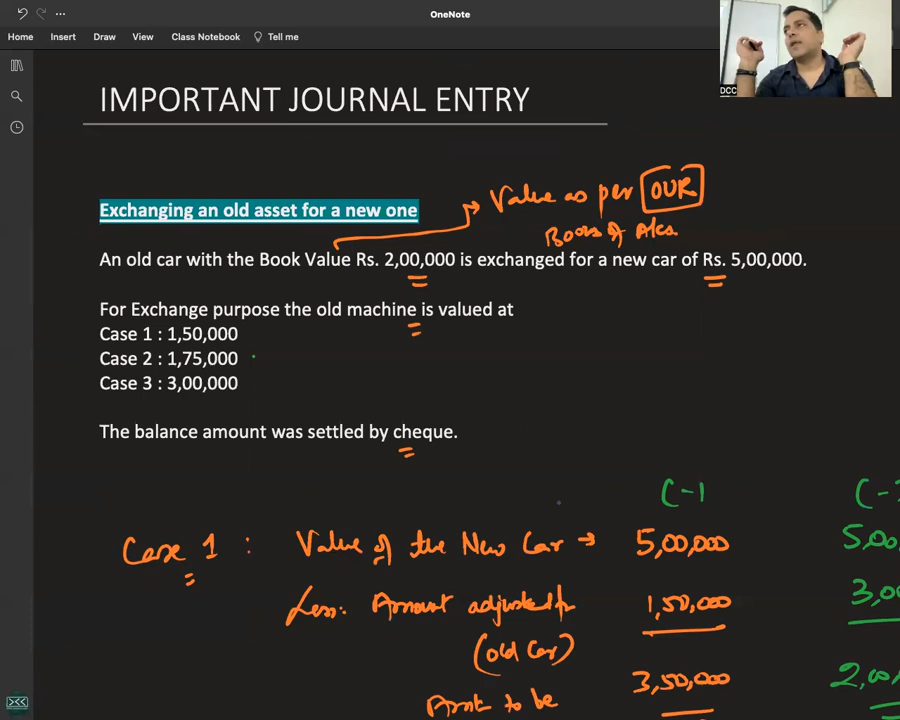 OneNote
Home Insert Draw View Class Notebook Tell me
DCC
IMPORTANT JOURNAL ENTRY
Value as per OUR
Exchanging an old asset for a new one
Books of A/cs
An old car with the Book Value Rs. 2,00,000 is exchanged for a new car of Rs. 5,00,000.
For Exchange purpose the old machine is valued at
Case 1 : 1,50,000
Case 2 : 1,75,000
Case 3 : 3,00,000
The balance amount was settled by cheque.
C-1
Case 1 : Value of the New Car → 5,00,000
Less: Amount adjusted for 1,50,000
(old Car)
Amt to be 3,50,000